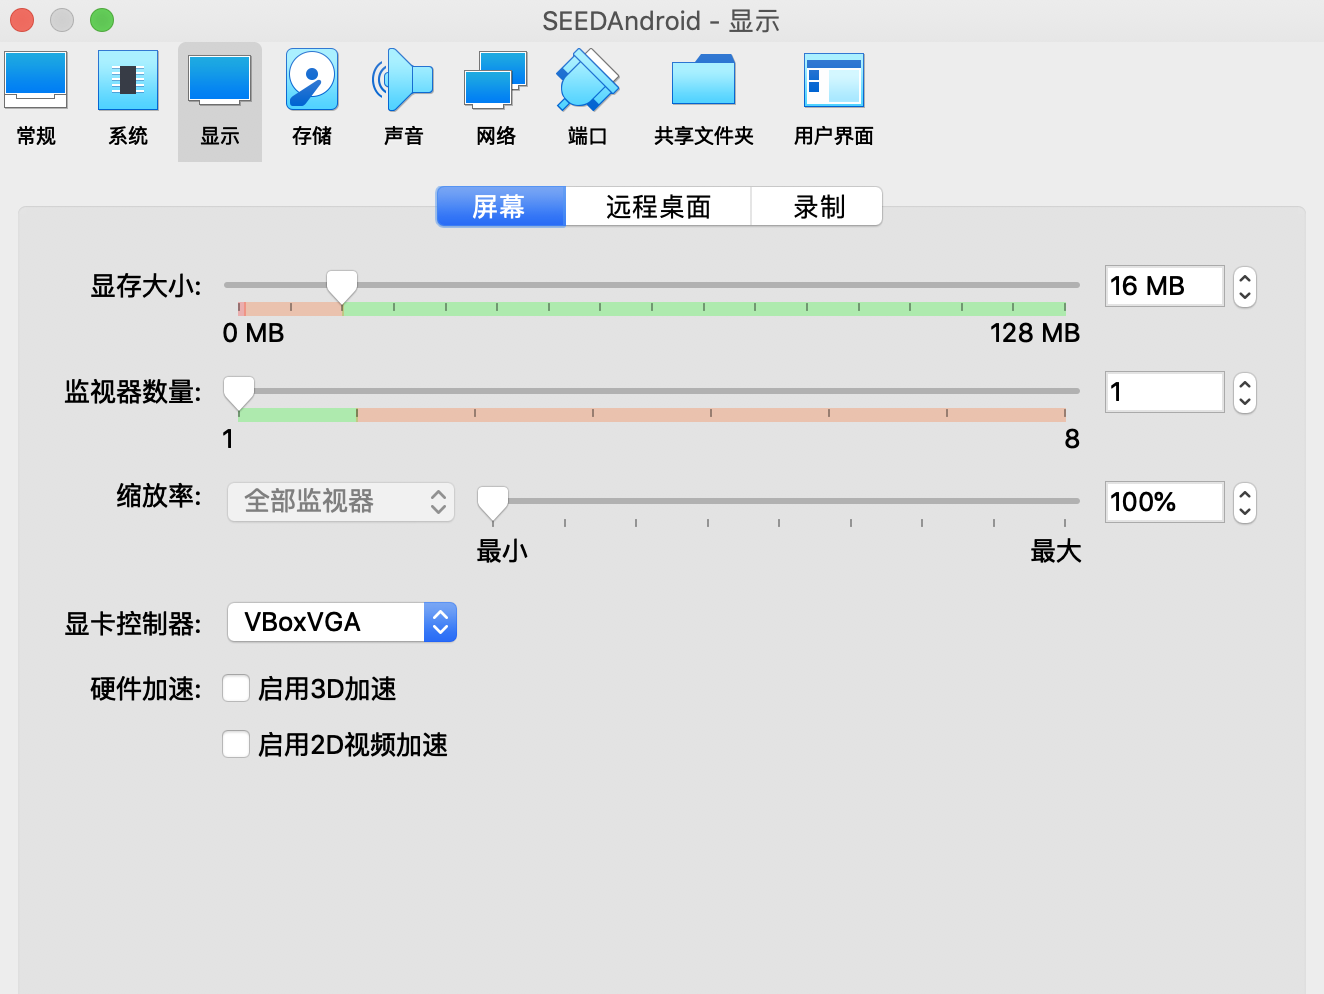 SEEDAndroid - 显示
常规 系统 显示 存储 声音 网络 端口 共享文件夹 用户界面
屏幕 远程桌面 录制
显存大小: 16 MB
0 MB 128 MB
监视器数量: 1
1 8
缩放率: 全部监视器 100%
最小 最大
显卡控制器: VBoxVGA
硬件加速: 启用3D加速
启用2D视频加速